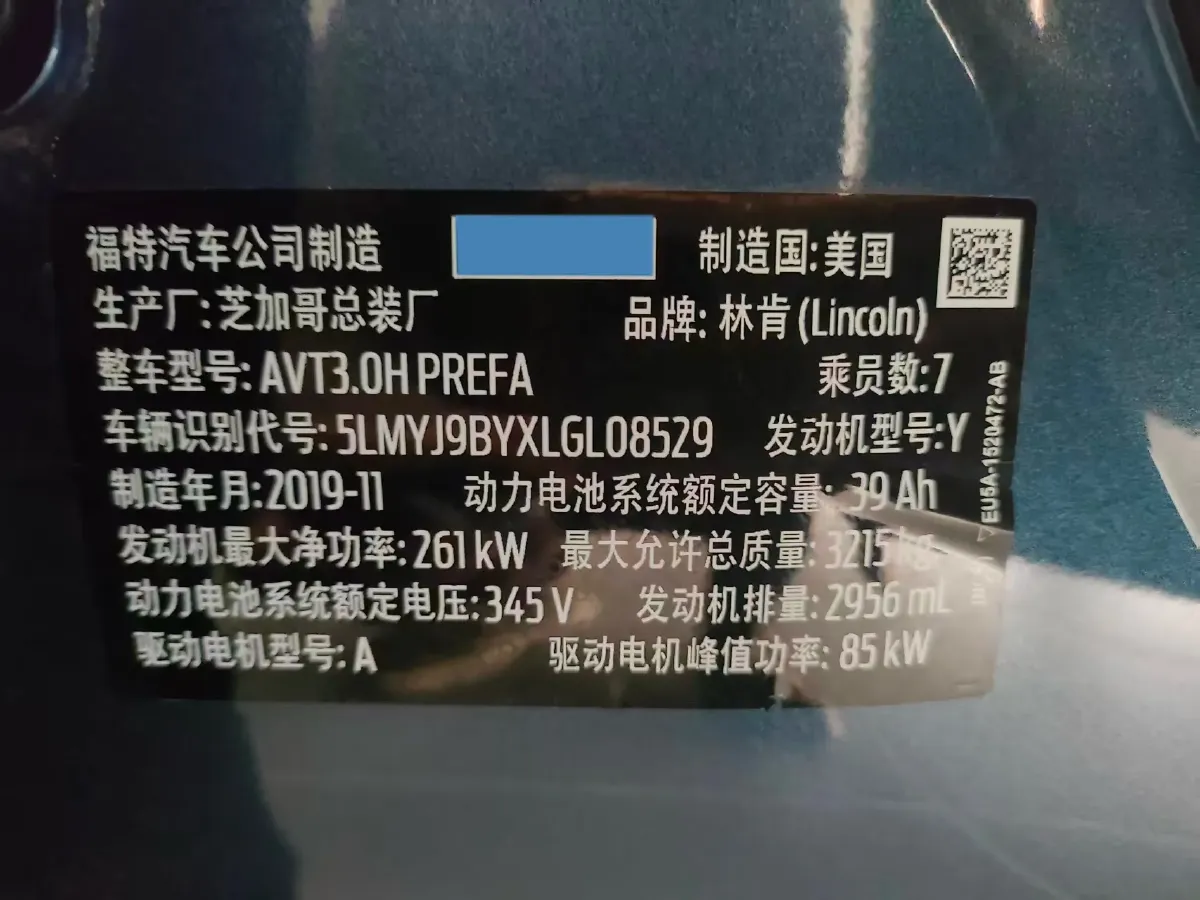 福特汽车公司制造 制造国:美国
生产厂:芝加哥总装厂 品牌:林肯(Lincoln)
整车型号:AVT3.0H PREFA 乘员数:7
车辆识别代号:5LMYJ9BYXLGL08529 发动机型号:Y
制造年月:2019-11 动力电池系统额定容量: 39 Ah
发动机最大净功率:261 kW 最大允许总质量:3215 kg
动力电池系统额定电压:345 V 发动机排量:2956 mL
驱动电机型号:A 驱动电机峰值功率:85 kW
EU5A-1520472-AB